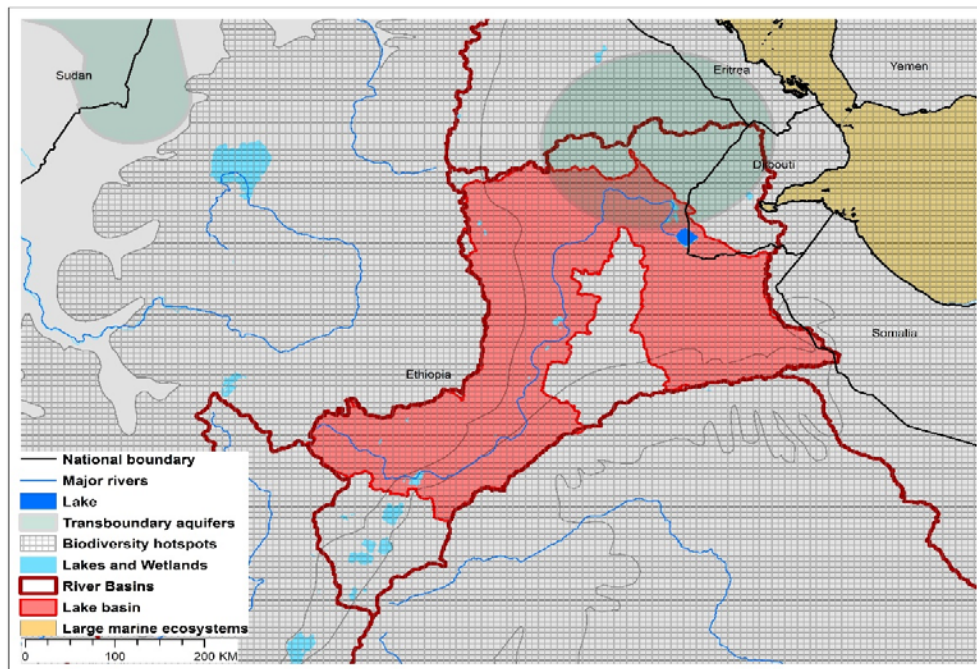 Sudan
Eritrea
Yemen
Djibouti
Somalia
Ethiopia
National boundary
Major rivers
Lake
Transboundary aquifers
Biodiversity hotspots
Lakes and Wetlands
River Basins
Lake basin
Large marine ecosystems
0 100 200 KM